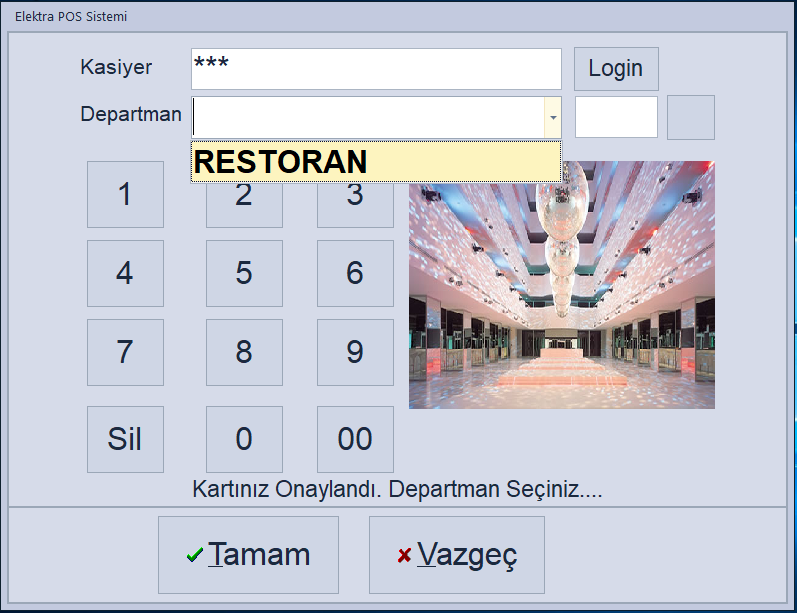 Elektra POS Sistemi
Kasiyer
***
Login
Departman
RESTORAN
1
2
3
4
5
6
7
8
9
Sil
0
00
Kartınız Onaylandı. Departman Seçiniz....
Tamam
Vazgeç